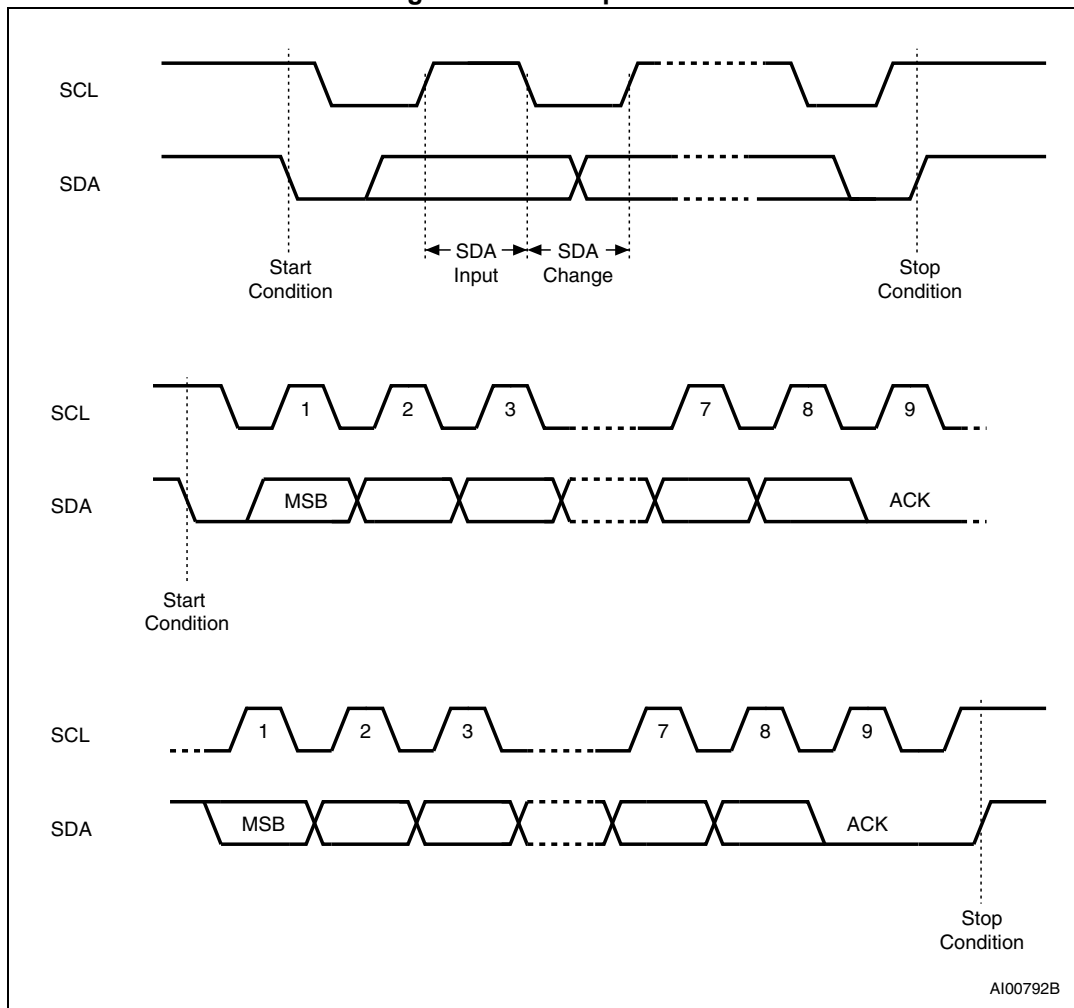 SCL
SDA
SDA
Input
SDA
Change
Start
Condition
Stop
Condition
SCL
1 2 3 7 8 9
SDA
MSB
ACK
Start
Condition
SCL
1 2 3 7 8 9
SDA
MSB
ACK
Stop
Condition
AI00792B